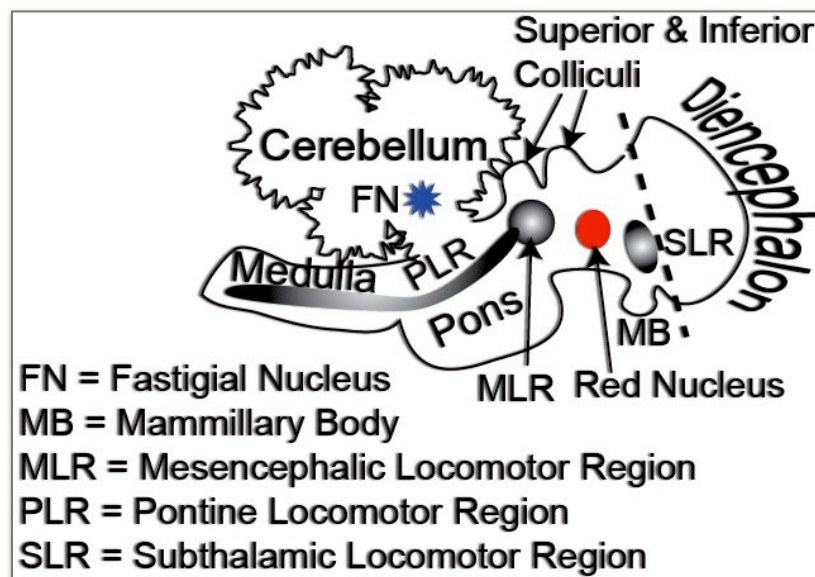 Superior & Inferior
Colliculi
Diencephalon
Cerebellum
FN
SLR
Medulla
PLR
Pons
MB
MLR
Red Nucleus
FN = Fastigial Nucleus
MB = Mammillary Body
MLR = Mesencephalic Locomotor Region
PLR = Pontine Locomotor Region
SLR = Subthalamic Locomotor Region